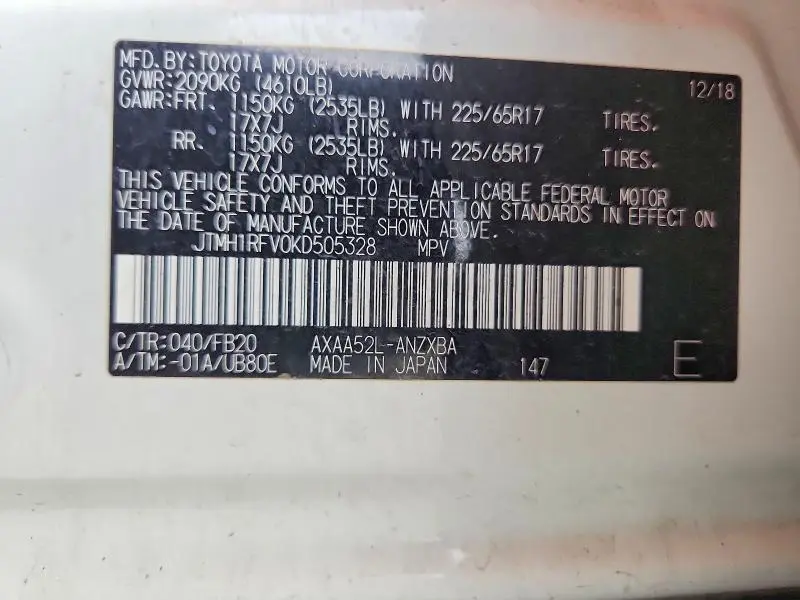 MFD. BY: TOYOTA MOTOR CORPORATION 12/18
GVWR: 2090KG (4610LB)
GAWR: FRT. 1150KG (2535LB) WITH 225/65R17 TIRES.
17X7J RIMS.
RR. 1150KG (2535LB) WITH 225/65R17 TIRES.
17X7J RIMS.
THIS VEHICLE CONFORMS TO ALL APPLICABLE FEDERAL MOTOR
VEHICLE SAFETY AND THEFT PREVENTION STANDARDS IN EFFECT ON
THE DATE OF MANUFACTURE SHOWN ABOVE.
JTMH1RFV0KD505328 MPV
C/TR: 040/FB20 AXAA52L-ANZXBA
A/TM: -01A/UB80E MADE IN JAPAN 147 E